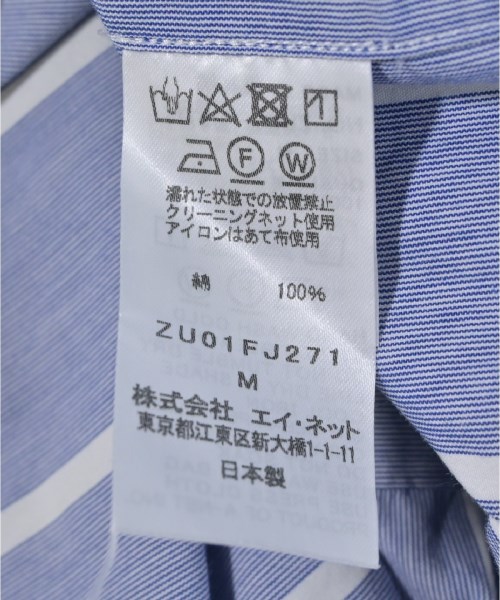 F W
濡れた状態での放置禁止
クリーニングネット使用
アイロンはあて布使用
綿 100%
ZU01FJ271
M
株式会社 エイ・ネット
東京都江東区新大橋1-1-11
日本製